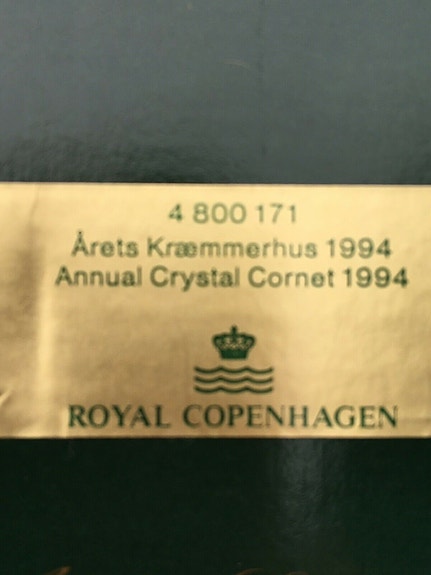 4 800 171
Årets Kræmmerhus 1994
Annual Crystal Cornet 1994
ROYAL COPENHAGEN